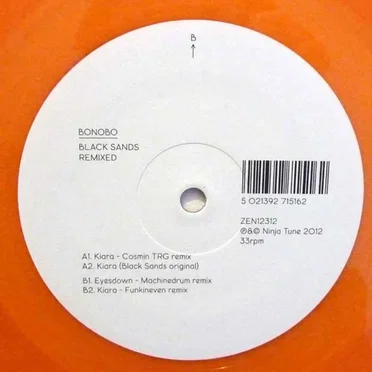 B
↑
BONOBO
BLACK SANDS
REMIXED
5 021392 715162
ZEN12312
℗&© Ninja Tune 2012
33rpm
A1. Kiara - Cosmin TRG remix
A2. Kiara (Black Sands original)
B1. Eyesdown - Machinedrum remix
B2. Kiara - Funkineven remix